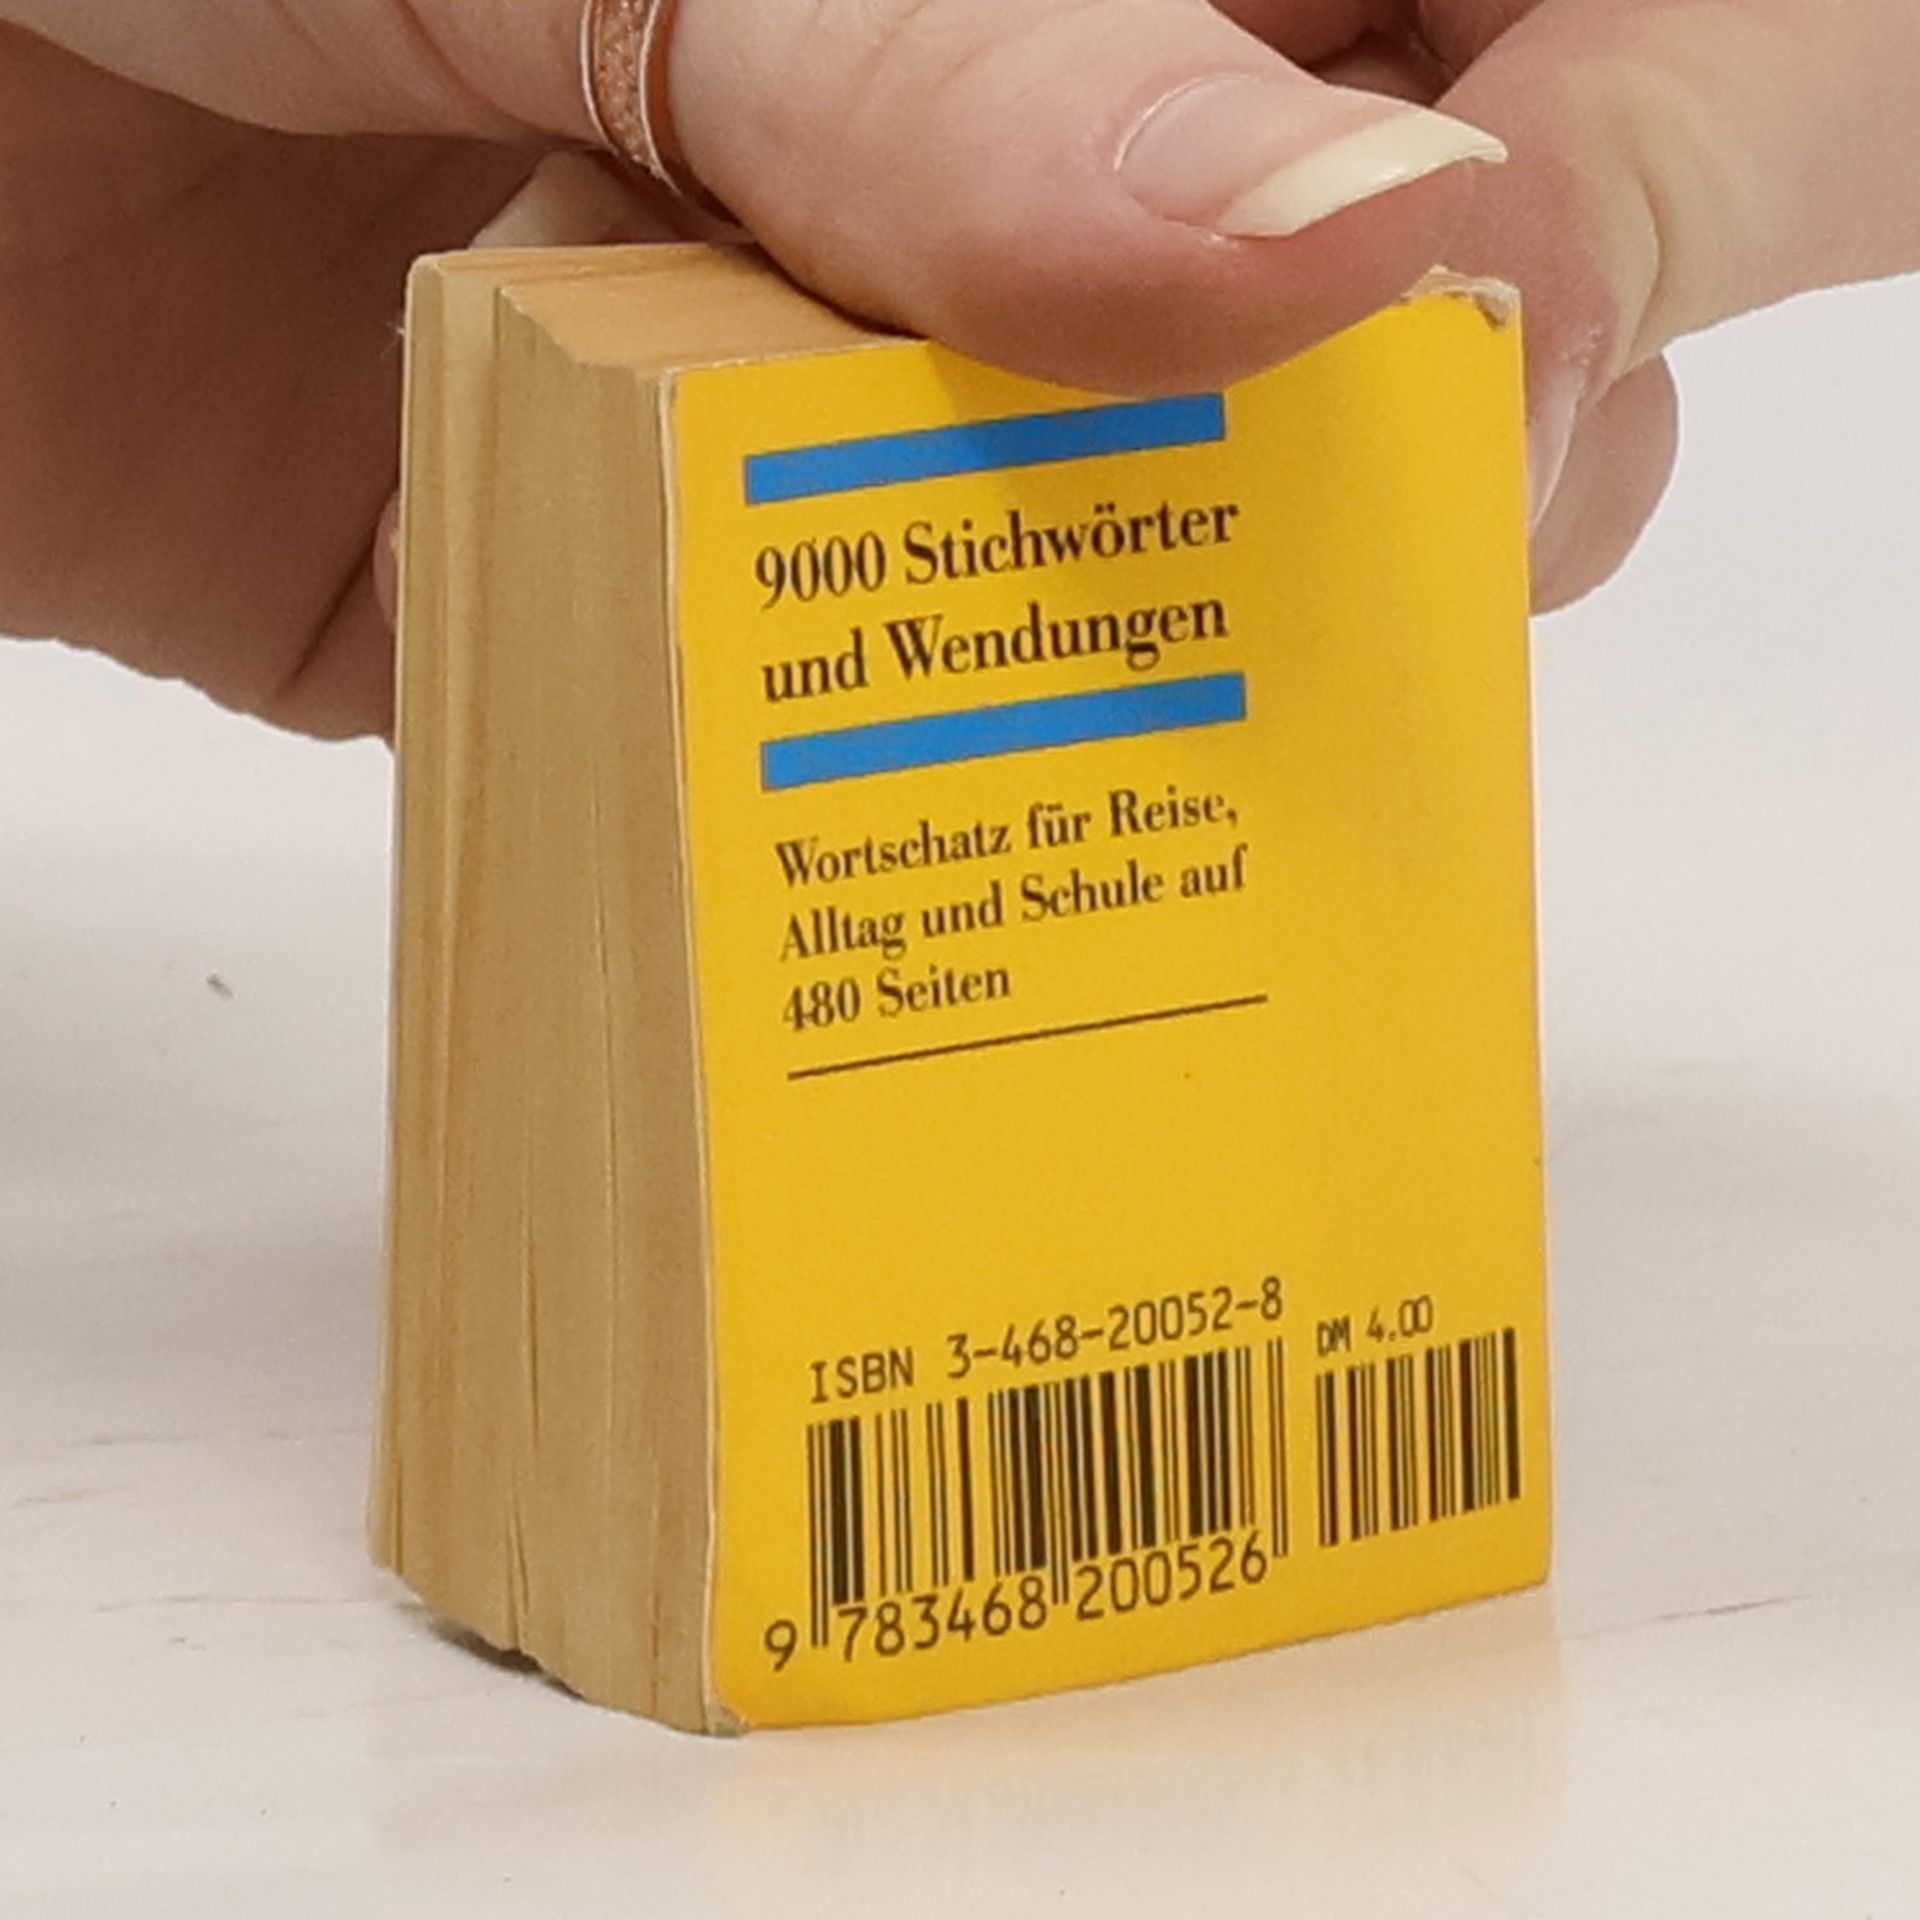 9000 Stichwörter
und Wendungen
Wortschatz für Reise,
Alltag und Schule auf
480 Seiten
ISBN 3-468-20052-8
DM 4.00
9 783468 200526